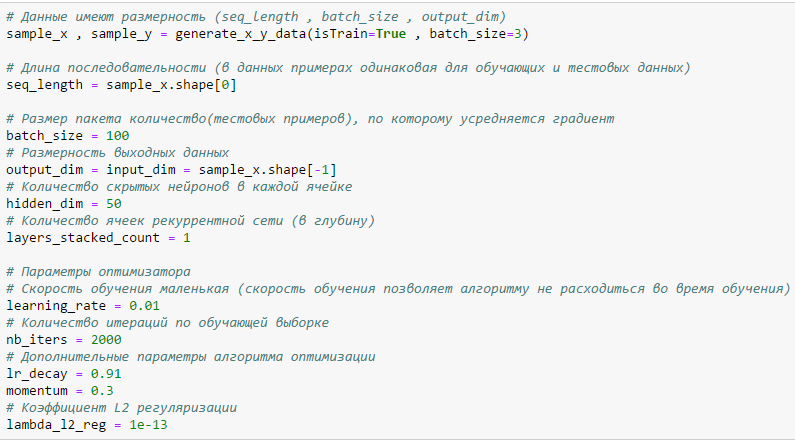 # Данные имеют размерность (seq_length , batch_size , output_dim)
sample_x , sample_y = generate_x_y_data(isTrain=True , batch_size=3)
# Длина последовательности (в данных примерах одинаковая для обучающих и тестовых данных)
seq_length = sample_x.shape[0]
# Размер пакета количество(тестовых примеров), по которому усредняется градиент
batch_size = 100
# Размерность выходных данных
output_dim = input_dim = sample_x.shape[-1]
# Количество скрытых нейронов в каждой ячейке
hidden_dim = 50
# Количество ячеек рекуррентной сети (в глубину)
layers_stacked_count = 1
# Параметры оптимизатора
# Скорость обучения маленькая (скорость обучения позволяет алгоритму не расходиться во время обучения)
learning_rate = 0.01
# Количество итераций по обучающей выборке
nb_iters = 2000
# Дополнительные параметры алгоритма оптимизации
lr_decay = 0.91
momentum = 0.3
# Коэффициент L2 регуляризации
lambda_l2_reg = 1e-13